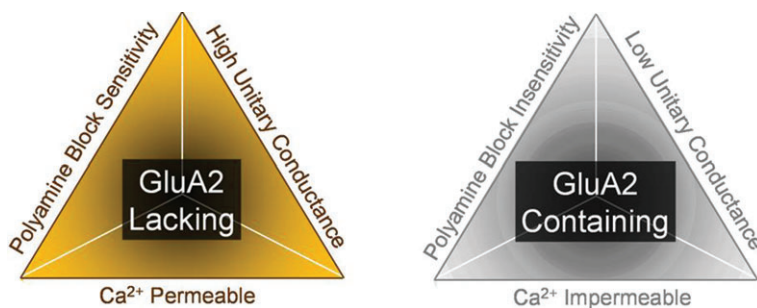 Polyamine Block Sensitivity
High Unitary Conductance
GluA2
Lacking
Ca²⁺ Permeable
Polyamine Block Insensitivity
Low Unitary Conductance
GluA2
Containing
Ca²⁺ Impermeable